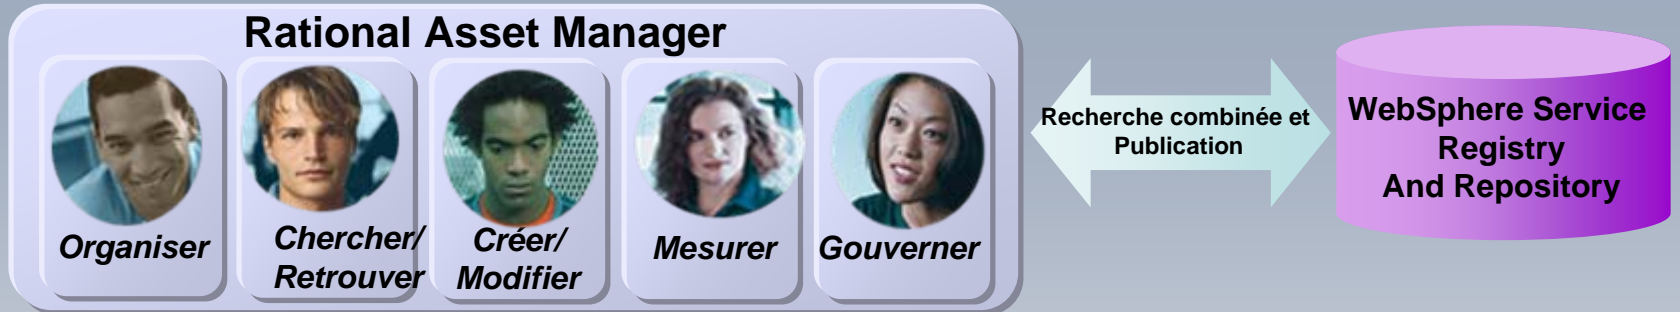 Rational Asset Manager
Organiser
Chercher/
Retrouver
Créer/
Modifier
Mesurer
Gouverner
Recherche combinée et
Publication
WebSphere Service
Registry
And Repository